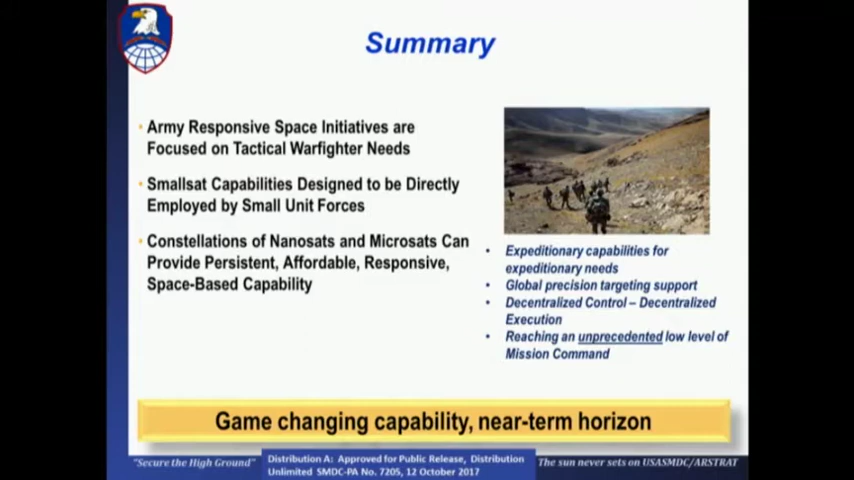 Summary
• Army Responsive Space Initiatives are
Focused on Tactical Warfighter Needs
• Smallsat Capabilities Designed to be Directly
Employed by Small Unit Forces
• Constellations of Nanosats and Microsats Can
Provide Persistent, Affordable, Responsive,
Space-Based Capability
• Expeditionary capabilities for
expeditionary needs
• Global precision targeting support
• Decentralized Control – Decentralized
Execution
• Reaching an unprecedented low level of
Mission Command
Game changing capability, near-term horizon
"Secure the High Ground"
Distribution A: Approved for Public Release, Distribution
Unlimited SMDC-PA No. 7205, 12 October 2017
The sun never sets on USASMDC/ARSTRAT